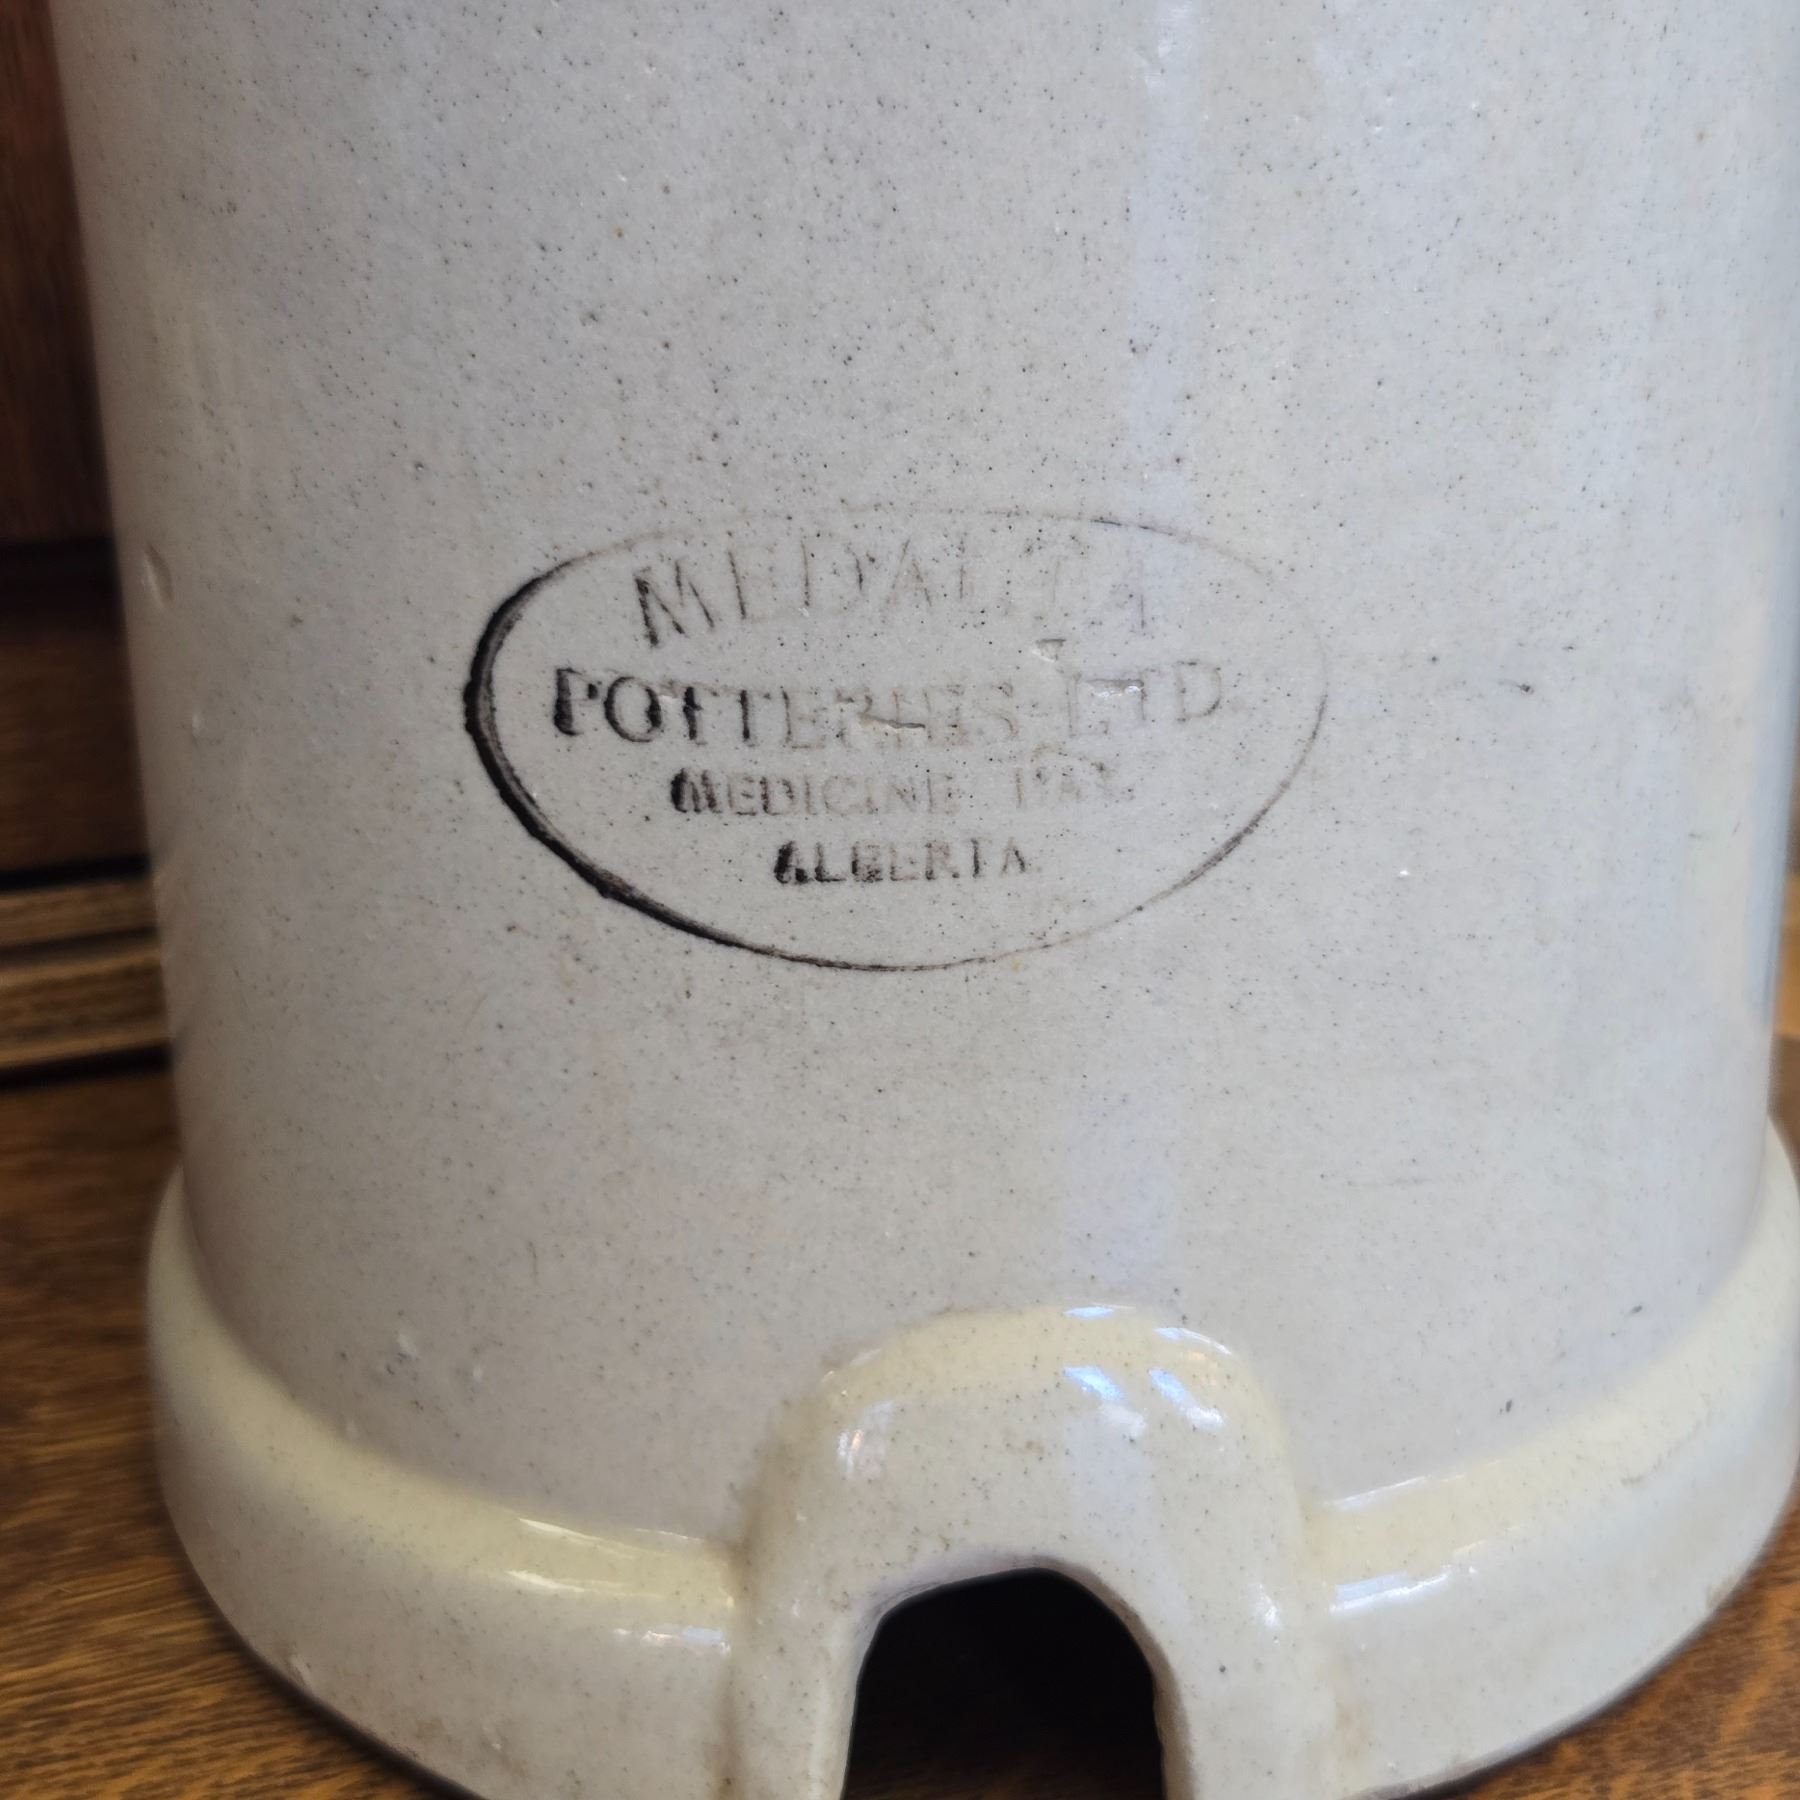 MEDALTA
POTTERIES LTD.
MEDICINE HAT
ALBERTA